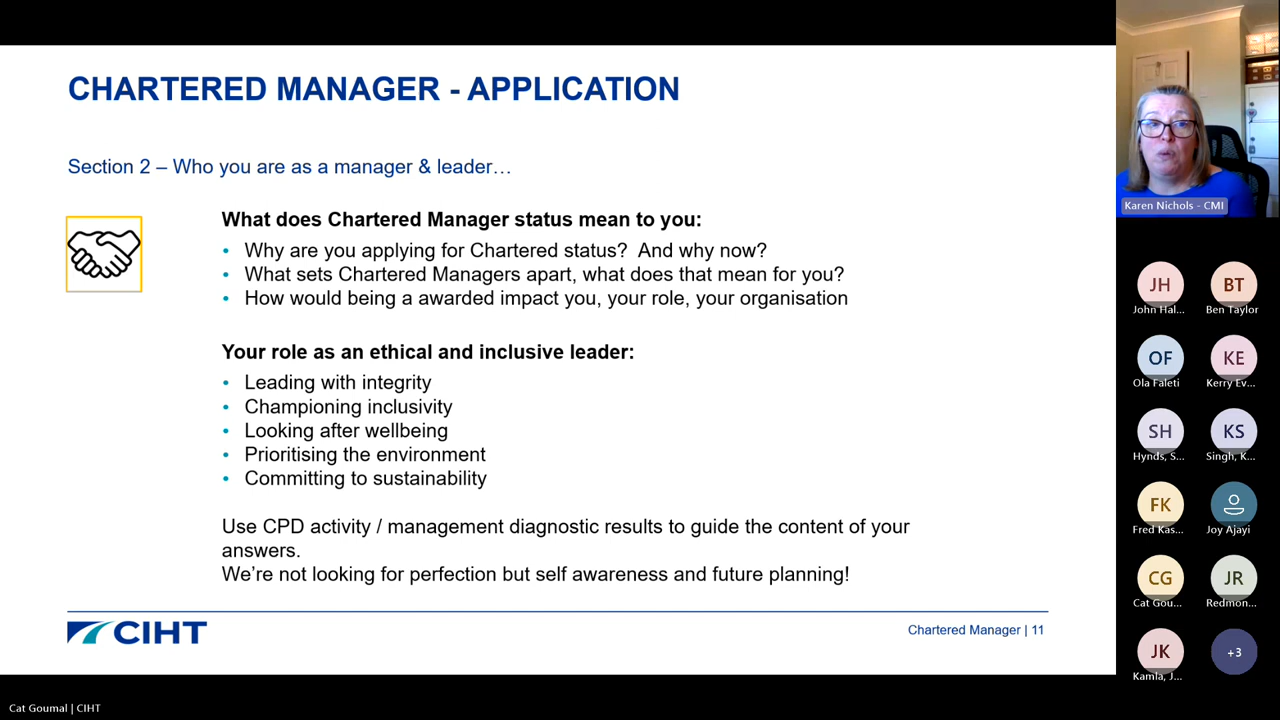 CHARTERED MANAGER - APPLICATION
Section 2 – Who you are as a manager & leader…
What does Chartered Manager status mean to you:
• Why are you applying for Chartered status?  And why now?
• What sets Chartered Managers apart, what does that mean for you?
• How would being a awarded impact you, your role, your organisation
Your role as an ethical and inclusive leader:
• Leading with integrity
• Championing inclusivity
• Looking after wellbeing
• Prioritising the environment
• Committing to sustainability
Use CPD activity / management diagnostic results to guide the content of your
answers.
We’re not looking for perfection but self awareness and future planning!
CIHT
Chartered Manager | 11
Karen Nichols - CMI
JH
John Hal...
BT
Ben Taylor
OF
Ola Faleti
KE
Kerry Ev...
SH
Hynds, S...
KS
Singh, K...
FK
Fred Kas...
Joy Ajayi
CG
Cat Gou...
JR
Redmon...
JK
Kamla, J...
+3
Cat Goumal | CIHT